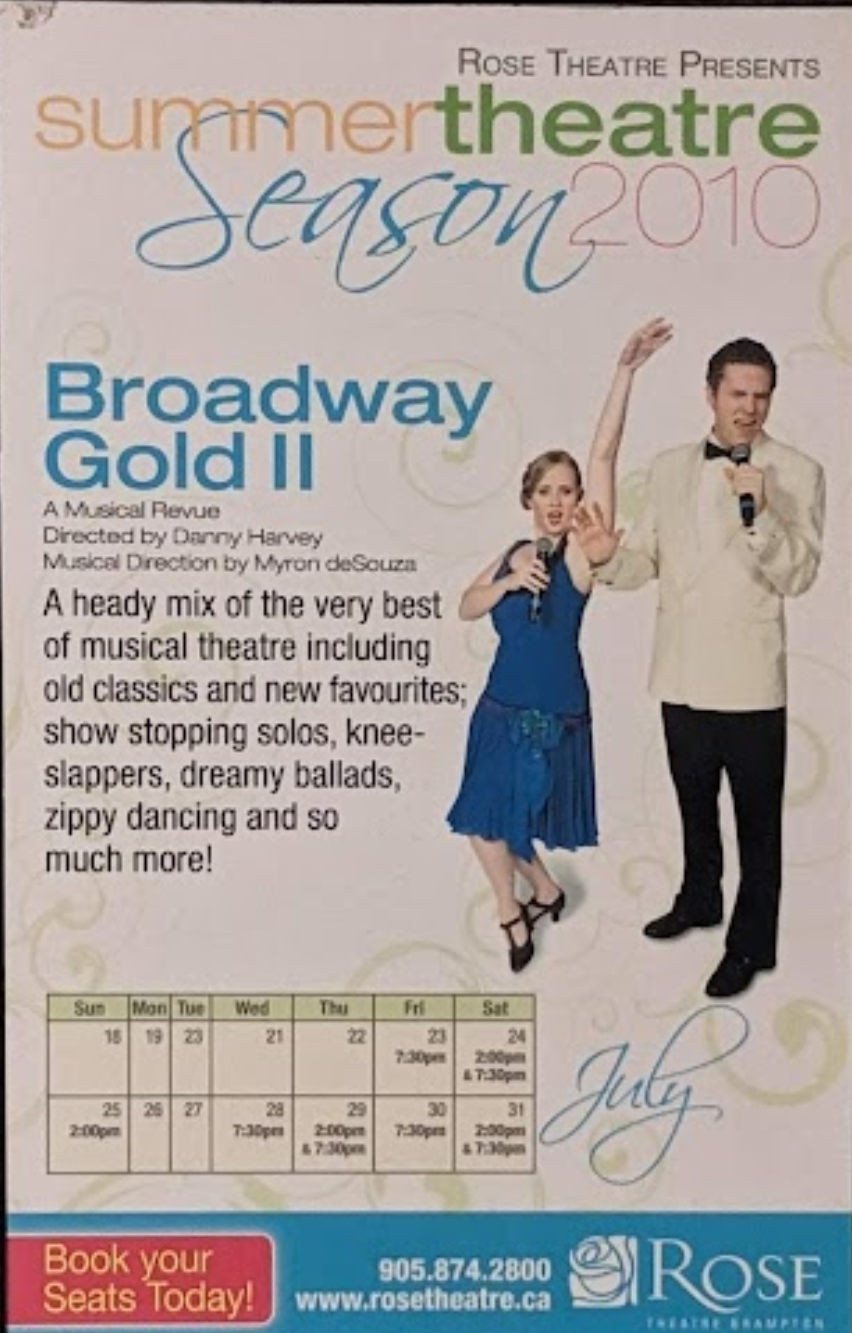 ROSE THEATRE PRESENTS
summertheatre
Season2010
Broadway
Gold II
A Musical Revue
Directed by Danny Harvey
Musical Direction by Myron deSouza
A heady mix of the very best
of musical theatre including
old classics and new favourites;
show stopping solos, knee-
slappers, dreamy ballads,
zippy dancing and so
much more!
Sun Mon Tue Wed Thu Fri Sat
18 19 23 21 22 23 24
7:30pm 2:00pm
& 7:30pm
25 26 27 28 29 30 31
2:00pm 7:30pm 2:00pm 7:30pm 2:00pm
& 7:30pm & 7:30pm
July
Book your
Seats Today!
905.874.2800
www.rosetheatre.ca
ROSE
THEATRE BRAMPTON